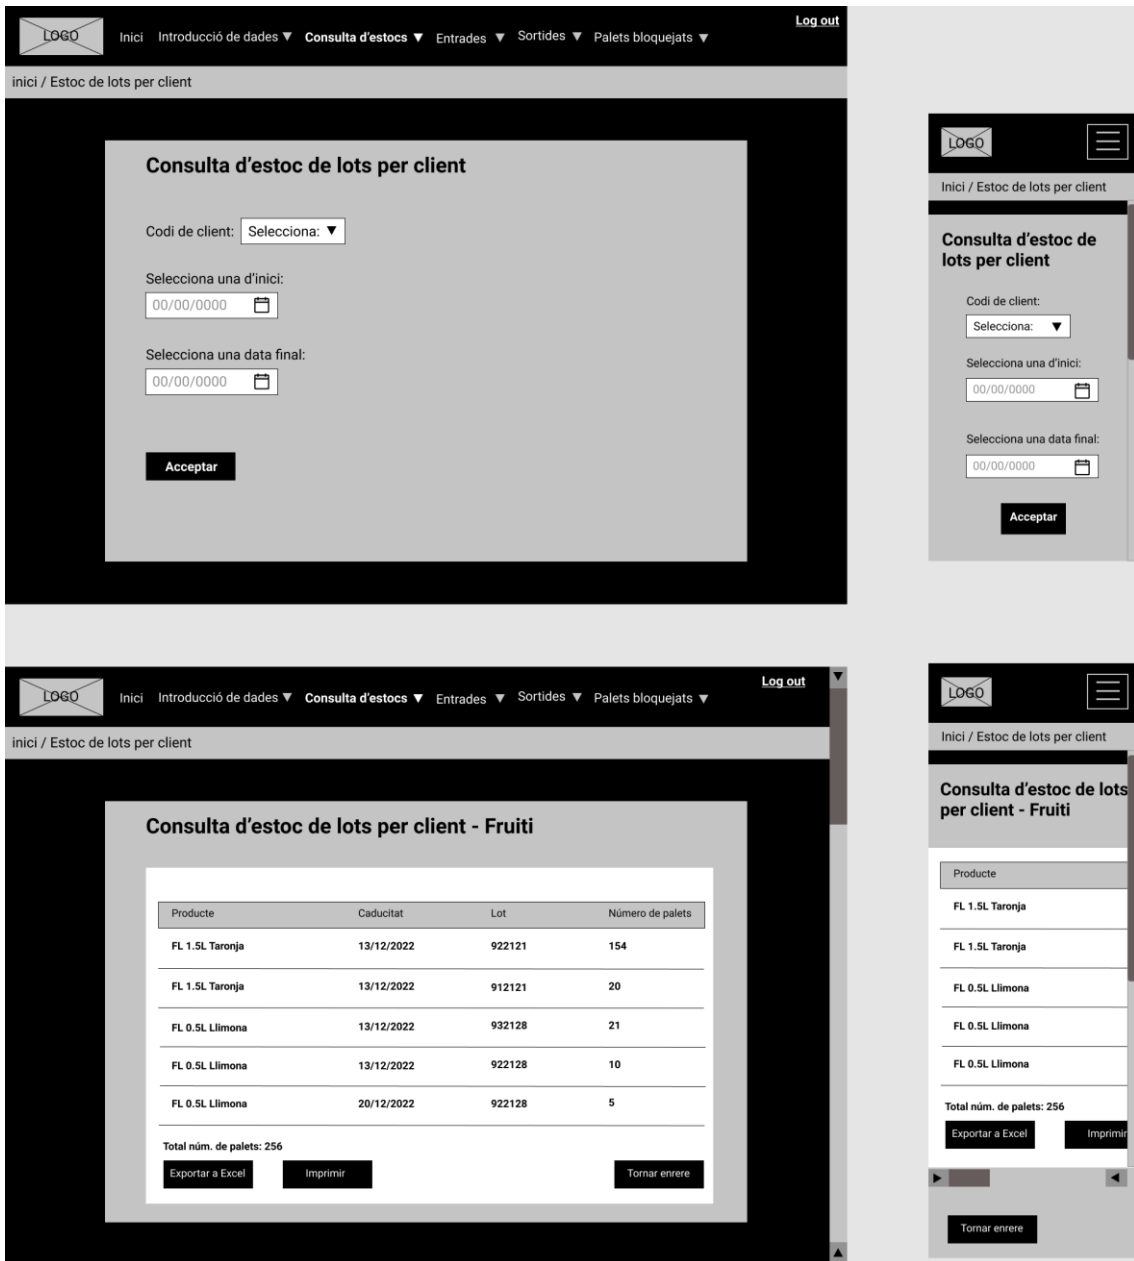 Log out
LOGO Inici Introducció de dades ▼ Consulta d'estocs ▼ Entrades ▼ Sortides ▼ Palets bloquejats ▼
inici / Estoc de lots per client
Consulta d'estoc de lots per client
Codi de client: Selecciona: ▼
Selecciona una d'inici:
00/00/0000
Selecciona una data final:
00/00/0000
Acceptar
LOGO
Inici / Estoc de lots per client
Consulta d'estoc de
lots per client
Codi de client:
Selecciona: ▼
Selecciona una d'inici:
00/00/0000
Selecciona una data final:
00/00/0000
Acceptar
Log out
LOGO Inici Introducció de dades ▼ Consulta d'estocs ▼ Entrades ▼ Sortides ▼ Palets bloquejats ▼
inici / Estoc de lots per client
Consulta d'estoc de lots per client - Fruiti
Producte Caducitat Lot Número de palets
FL 1.5L Taronja 13/12/2022 922121 154
FL 1.5L Taronja 13/12/2022 912121 20
FL 0.5L Llimona 13/12/2022 932128 21
FL 0.5L Llimona 13/12/2022 922128 10
FL 0.5L Llimona 20/12/2022 922128 5
Total núm. de palets: 256
Exportar a Excel Imprimir Tornar enrere
LOGO
Inici / Estoc de lots per client
Consulta d'estoc de lots
per client - Fruiti
Producte
FL 1.5L Taronja
FL 1.5L Taronja
FL 0.5L Llimona
FL 0.5L Llimona
FL 0.5L Llimona
Total núm. de palets: 256
Exportar a Excel Imprimir
Tornar enrere